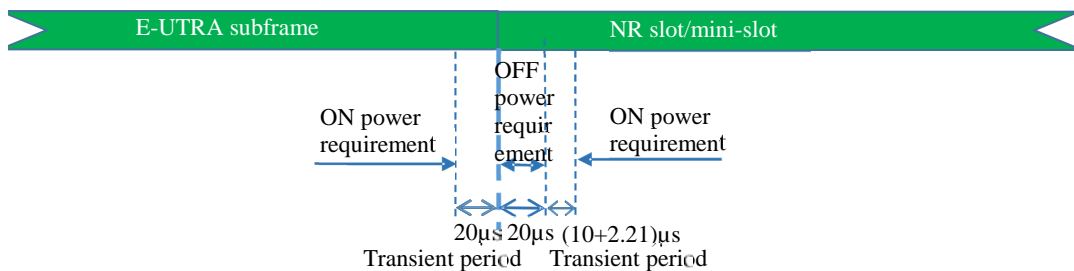 E-UTRA subframe
NR slot/mini-slot
OFF
power
requir
ement
ON power
requirement
ON power
requirement
20µs
20µs
(10+2.21)µs
Transient period
Transient period